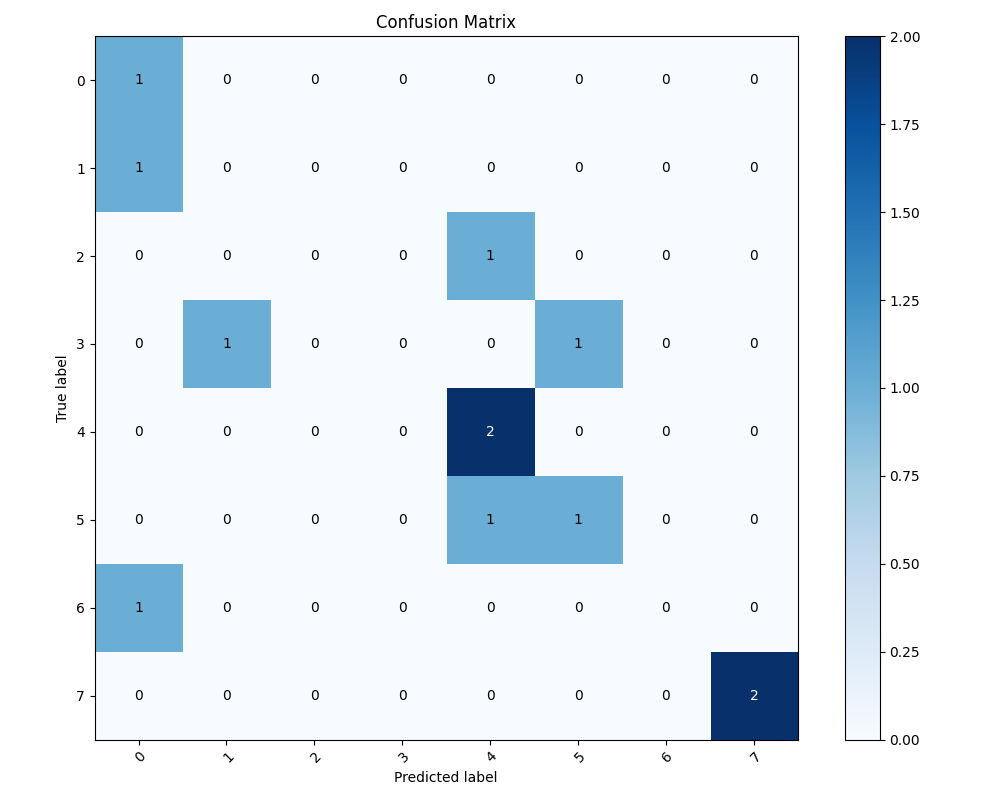 Confusion Matrix
0 1 0 0 0 0 0 0 0
1 1 0 0 0 0 0 0 0
2 0 0 0 0 1 0 0 0
3 0 1 0 0 0 1 0 0
4 0 0 0 0 2 0 0 0
5 0 0 0 0 1 1 0 0
6 1 0 0 0 0 0 0 0
7 0 0 0 0 0 0 0 2
0 1 2 3 4 5 6 7
True label
Predicted label
2.00
1.75
1.50
1.25
1.00
0.75
0.50
0.25
0.00